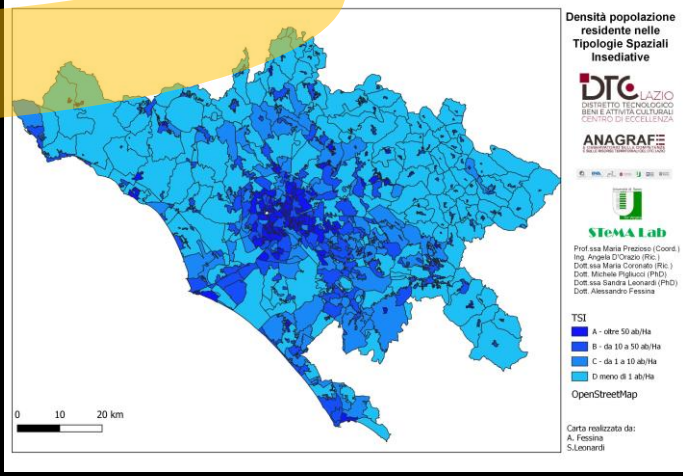 Densità popolazione
residente nelle
Tipologie Spaziali
Insediative
DTC LAZIO
DISTRETTO TECNOLOGICO
BENI E ATTIVITÀ CULTURALI
CENTRO DI ECCELLENZA
ANAGRAFE
STeMA Lab
Prof.ssa Maria Prezioso (Coord.)
Ing. Angela D'Orazio (Ric.)
Dott.ssa Maria Coronato (Ric.)
Dott. Michele Pigliucci (PhD)
Dott.ssa Sandra Leonardi (PhD)
Dott. Alessandro Fessina
TSI
A - oltre 50 ab/Ha
B - da 10 a 50 ab/Ha
C - da 1 a 10 ab/Ha
D meno di 1 ab/Ha
OpenStreetMap
0 10 20 km
Carta realizzata da:
A. Fessina
S.Leonardi